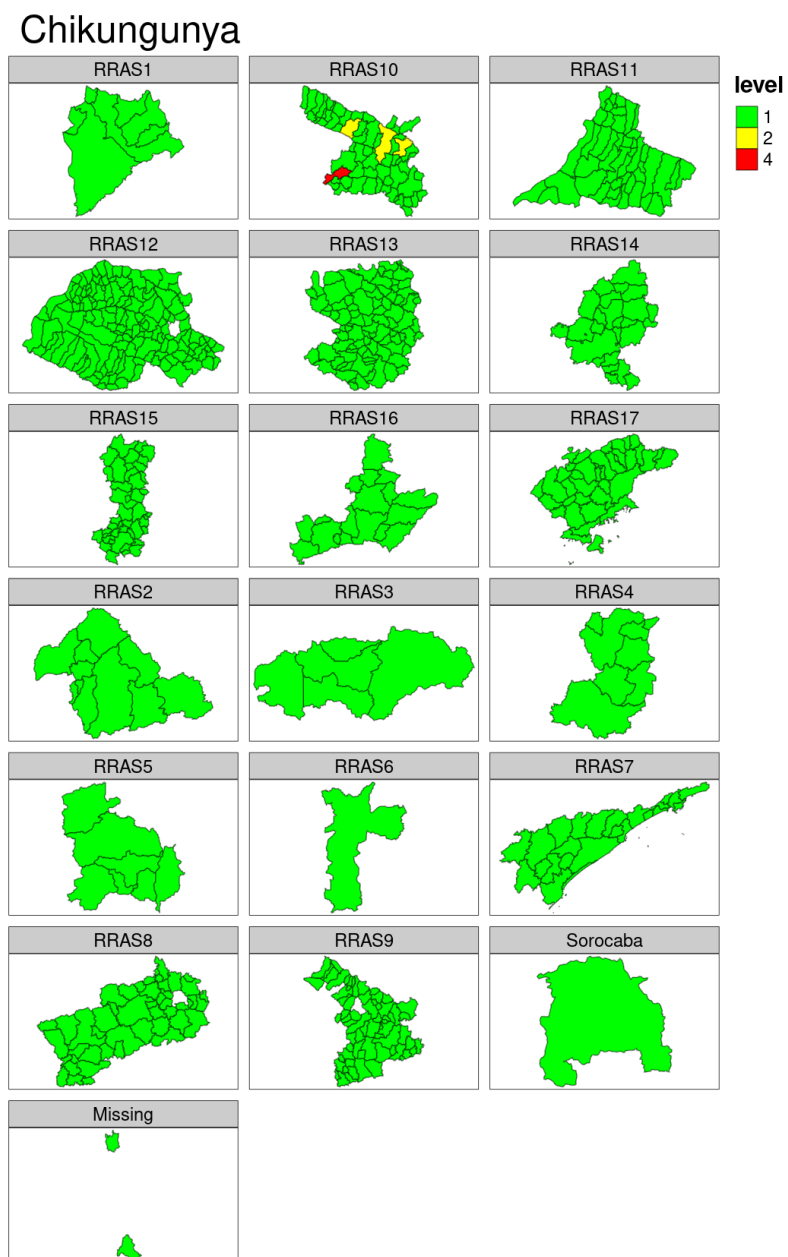 Chikungunya
RRAS1
RRAS10
RRAS11
level
1
2
4
RRAS12
RRAS13
RRAS14
RRAS15
RRAS16
RRAS17
RRAS2
RRAS3
RRAS4
RRAS5
RRAS6
RRAS7
RRAS8
RRAS9
Sorocaba
Missing